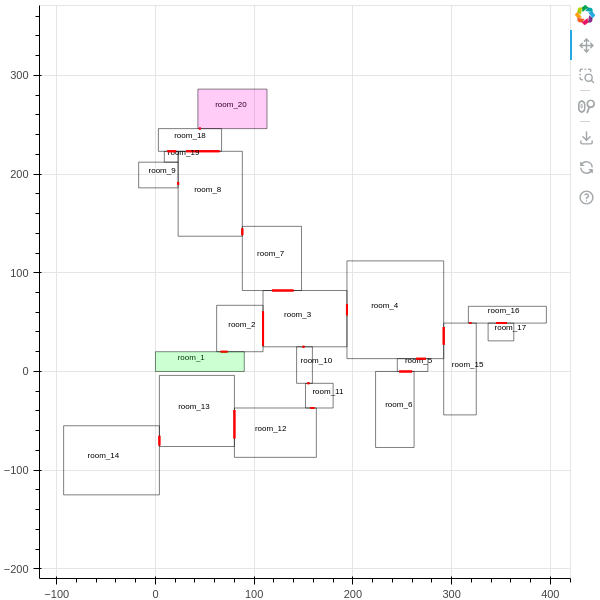 300
200
100
0
−100
−200
−100
0
100
200
300
400
room_20
room_18
room_19
room_9
room_8
room_7
room_4
room_3
room_2
room_16
room_17
room_1
room_10
room_5
room_15
room_11
room_6
room_13
room_12
room_14